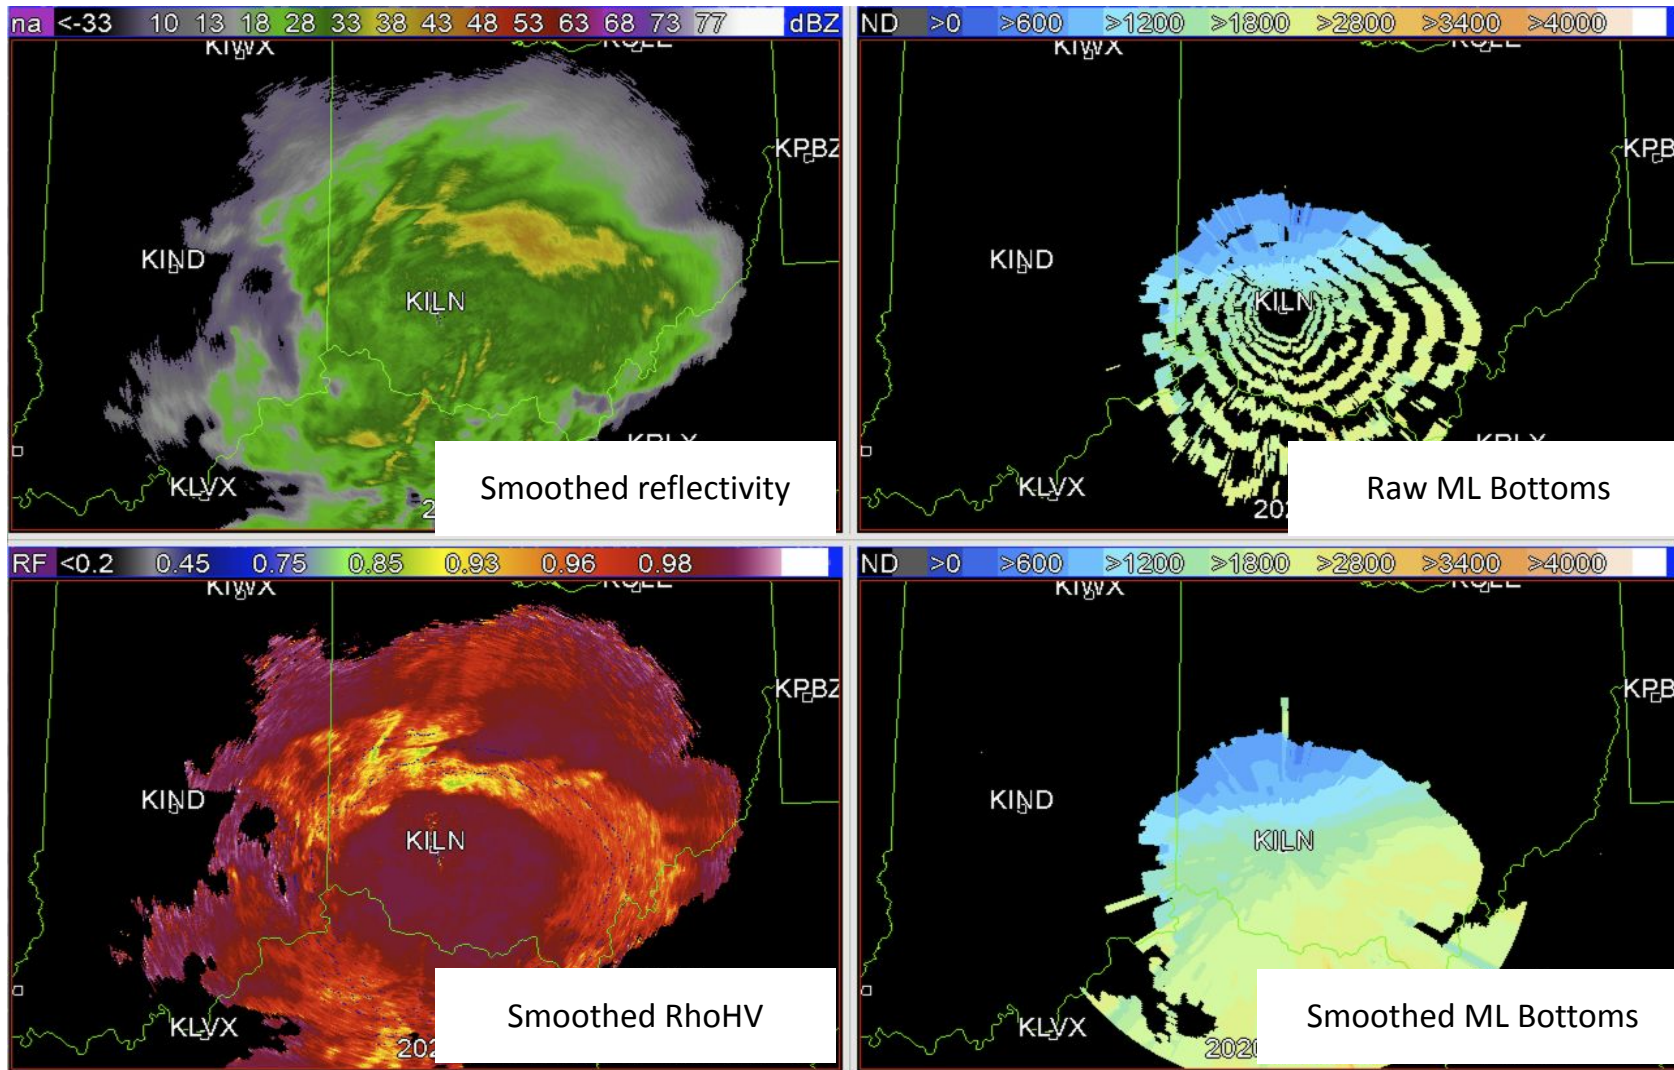 na <-33 10 13 18 28 33 38 43 48 53 63 68 73 77 dBZ
KIWX
KIND
KILN
KPBZ
KLVX
Smoothed reflectivity
ND >0 >600 >1200 >1800 >2800 >3400 >4000
KIWX
KIND
KILN
KPB
KLVX
202
Raw ML Bottoms
RF <0.2 0.45 0.75 0.85 0.93 0.96 0.98
KIWX
KIND
KILN
KPBZ
KLVX
202
Smoothed RhoHV
ND >0 >600 >1200 >1800 >2800 >3400 >4000
KIWX
KIND
KILN
KPB
KLVX
2020
Smoothed ML Bottoms